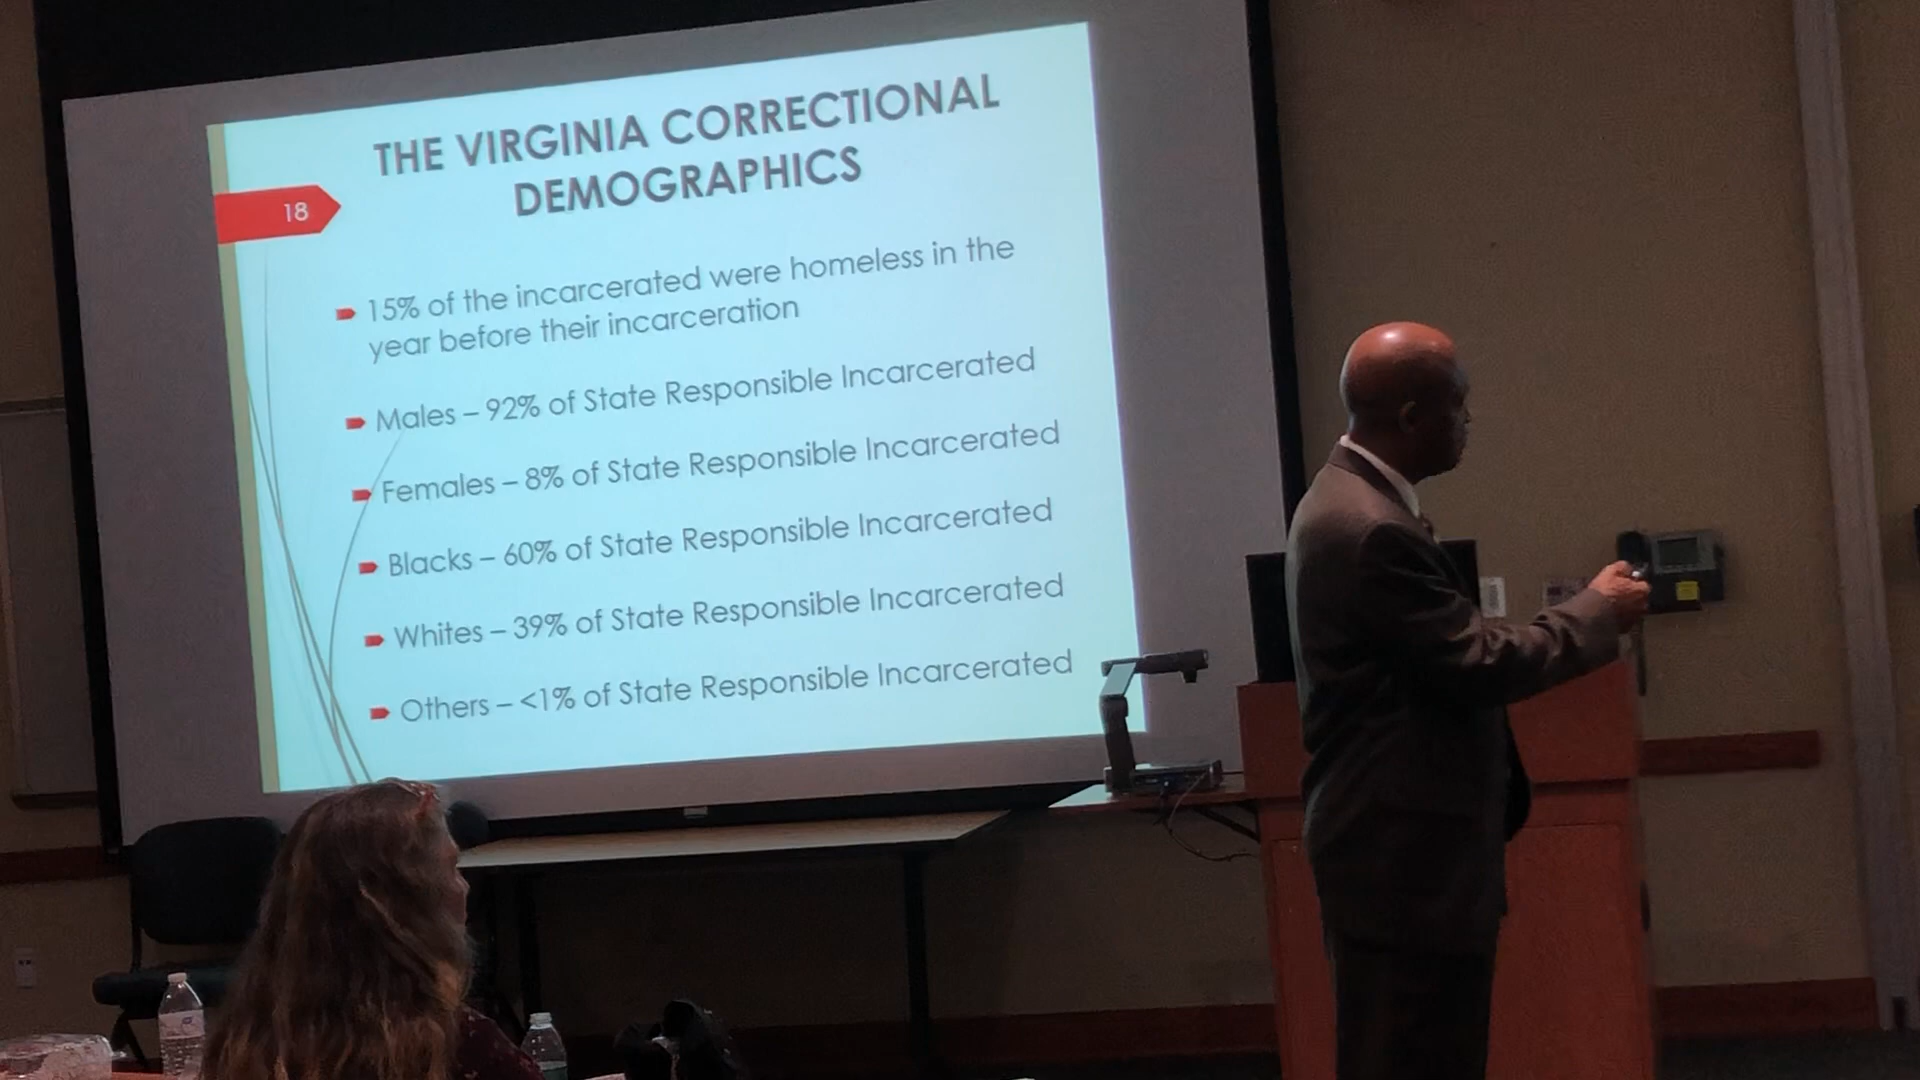 THE VIRGINIA CORRECTIONAL
DEMOGRAPHICS
18
15% of the incarcerated were homeless in the
year before their incarceration
Males – 92% of State Responsible Incarcerated
Females – 8% of State Responsible Incarcerated
Blacks – 60% of State Responsible Incarcerated
Whites – 39% of State Responsible Incarcerated
Others – <1% of State Responsible Incarcerated